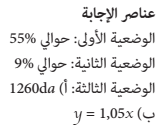 عناصر الإجابة
الوضعية الأولى: حوالي 55%
الوضعية الثانية: حوالي 9%
الوضعية الثالثة: أ) 1260da
ب) y = 1,05x